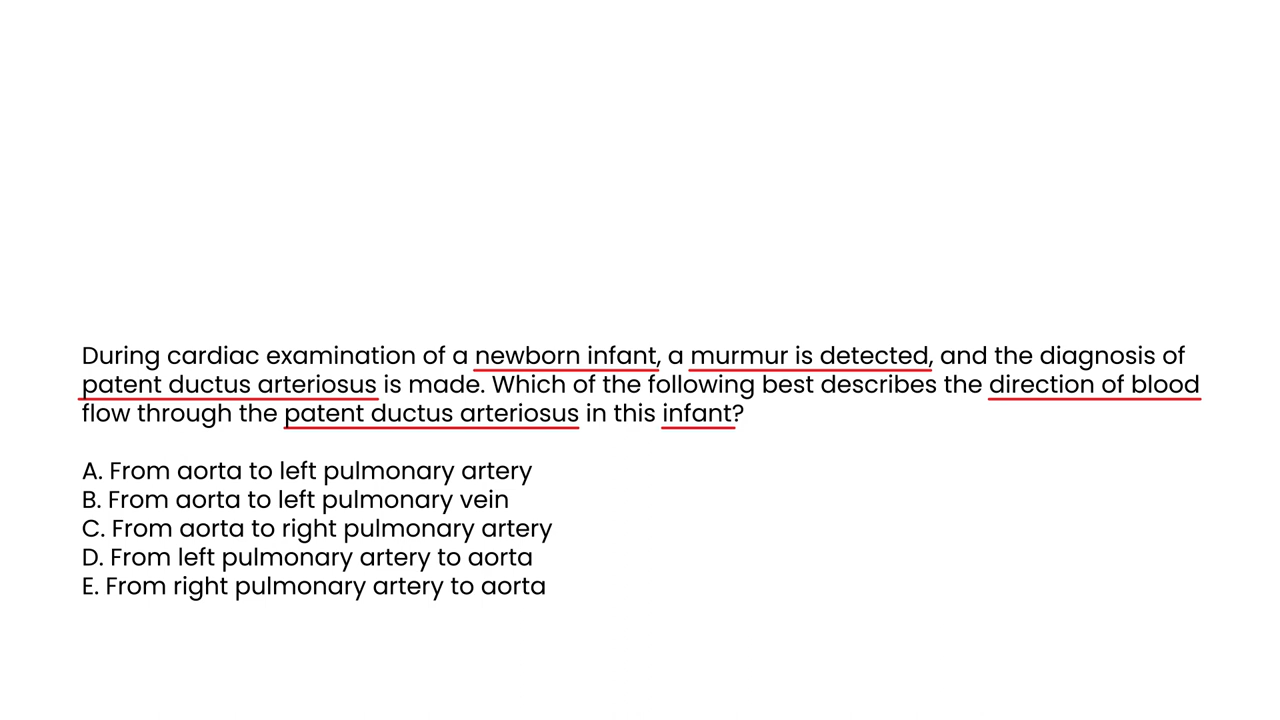 During cardiac examination of a newborn infant, a murmur is detected, and the diagnosis of
patent ductus arteriosus is made. Which of the following best describes the direction of blood
flow through the patent ductus arteriosus in this infant?
A. From aorta to left pulmonary artery
B. From aorta to left pulmonary vein
C. From aorta to right pulmonary artery
D. From left pulmonary artery to aorta
E. From right pulmonary artery to aorta